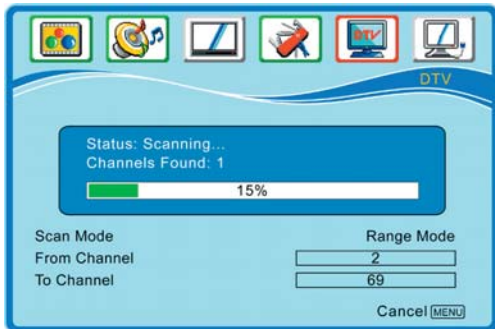 DTV
DTV
Status: Scanning...
Channels Found: 1
15%
Scan Mode Range Mode
From Channel 2
To Channel 69
Cancel MENU